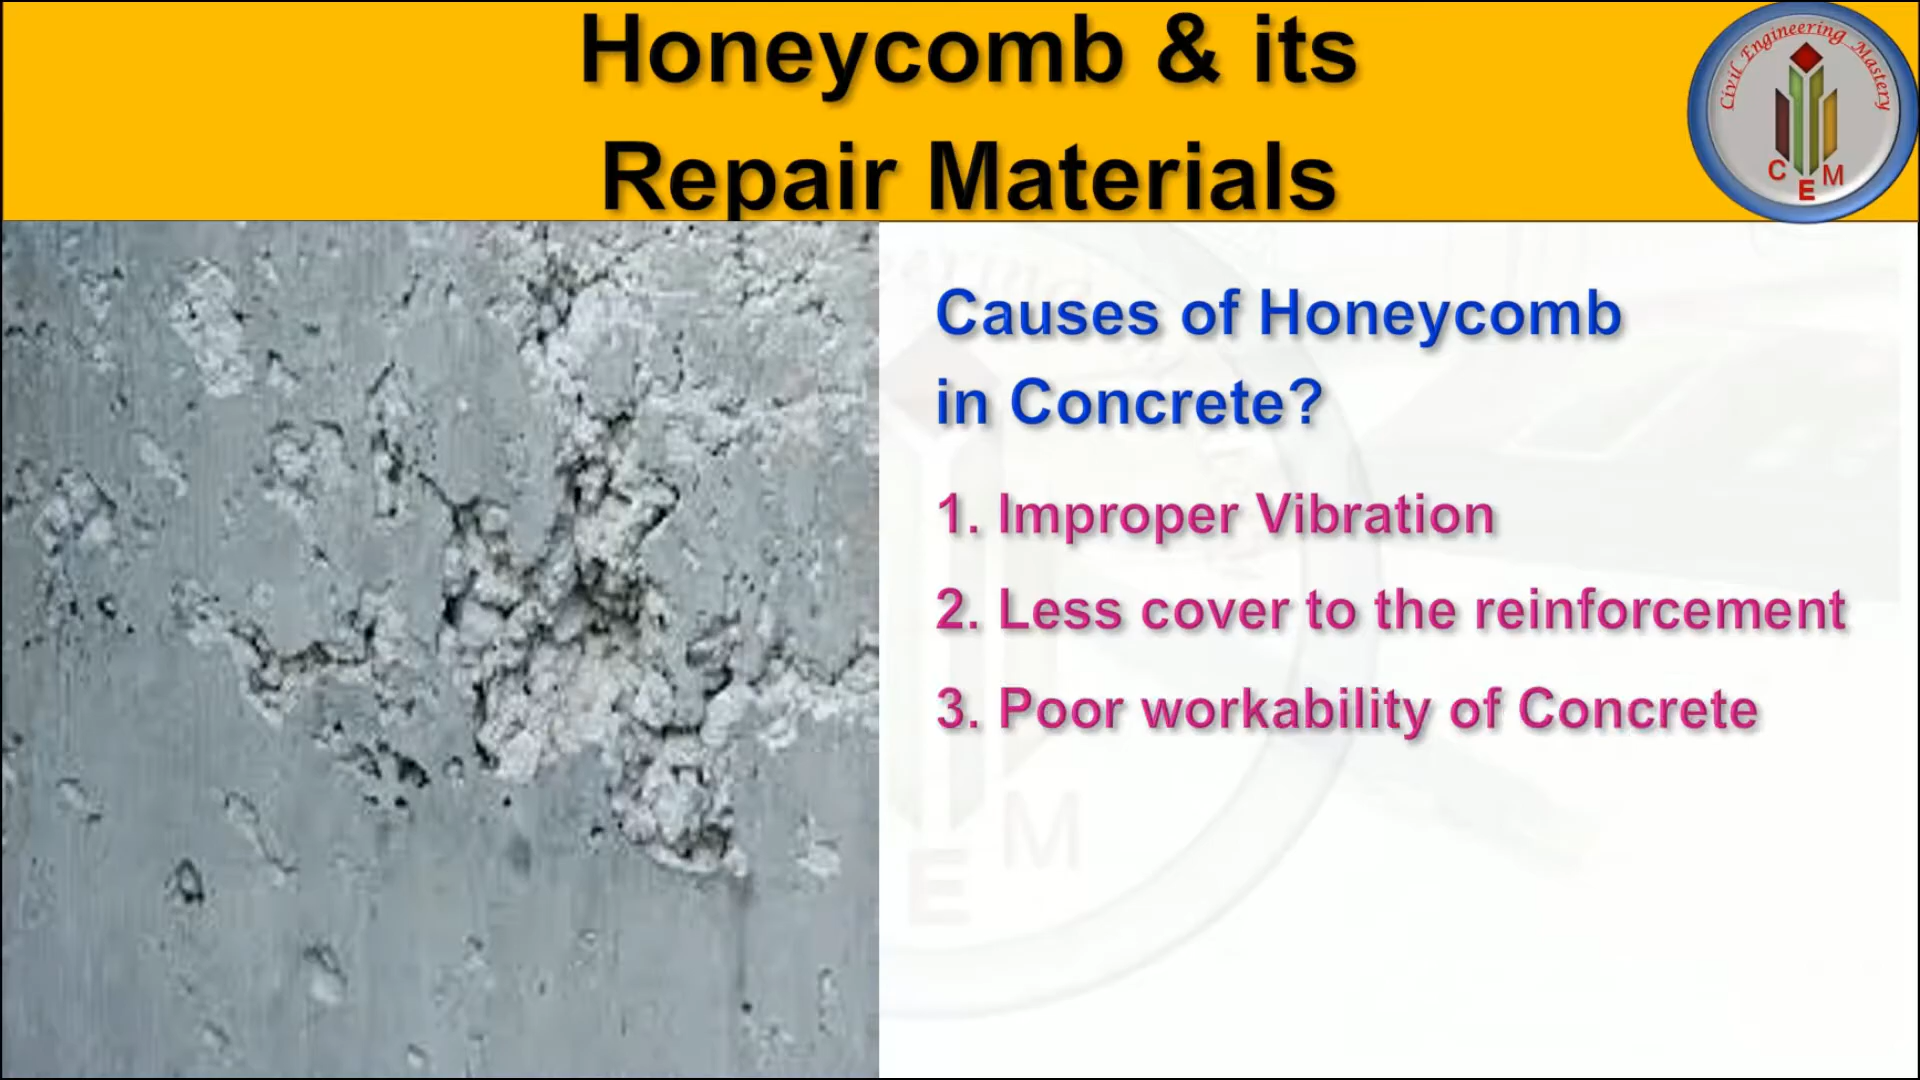 Honeycomb & its
Repair Materials
Civil Engineering Mastery
C E M
Causes of Honeycomb
in Concrete?
1. Improper Vibration
2. Less cover to the reinforcement
3. Poor workability of Concrete
E M